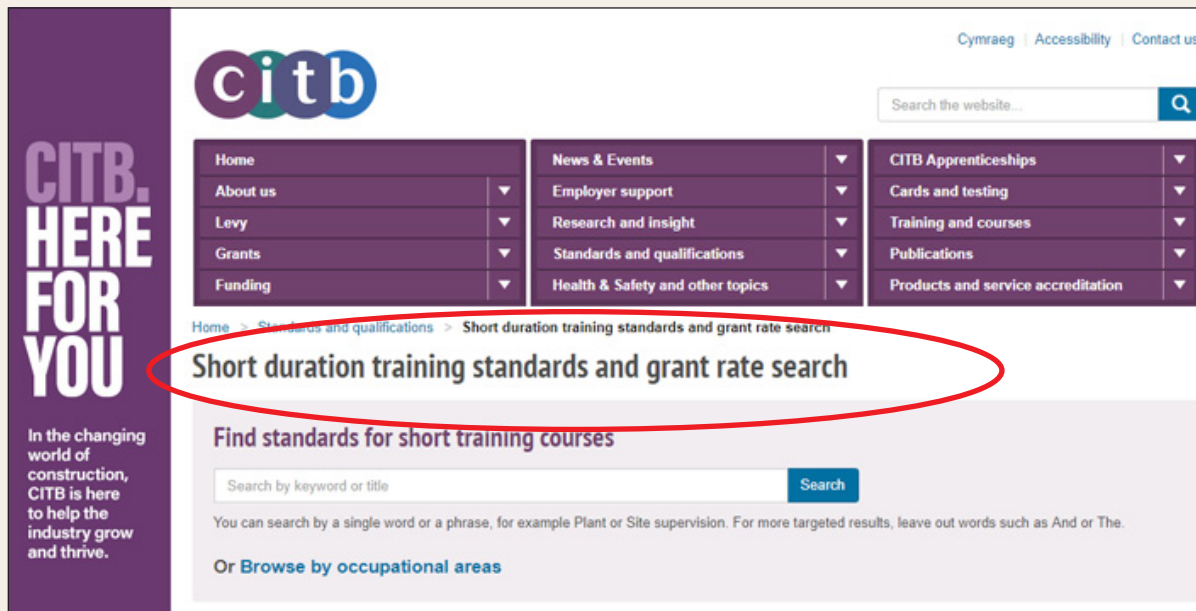 Cymraeg | Accessibility | Contact us
citb
Search the website...
CITB.
HERE
FOR
YOU
In the changing
world of
construction,
CITB is here
to help the
industry grow
and thrive.
Home
About us
Levy
Grants
Funding
News & Events
Employer support
Research and insight
Standards and qualifications
Health & Safety and other topics
CITB Apprenticeships
Cards and testing
Training and courses
Publications
Products and service accreditation
Home > Standards and qualifications > Short duration training standards and grant rate search
Short duration training standards and grant rate search
Find standards for short training courses
Search by keyword or title
Search
You can search by a single word or a phrase, for example Plant or Site supervision. For more targeted results, leave out words such as And or The.
Or Browse by occupational areas